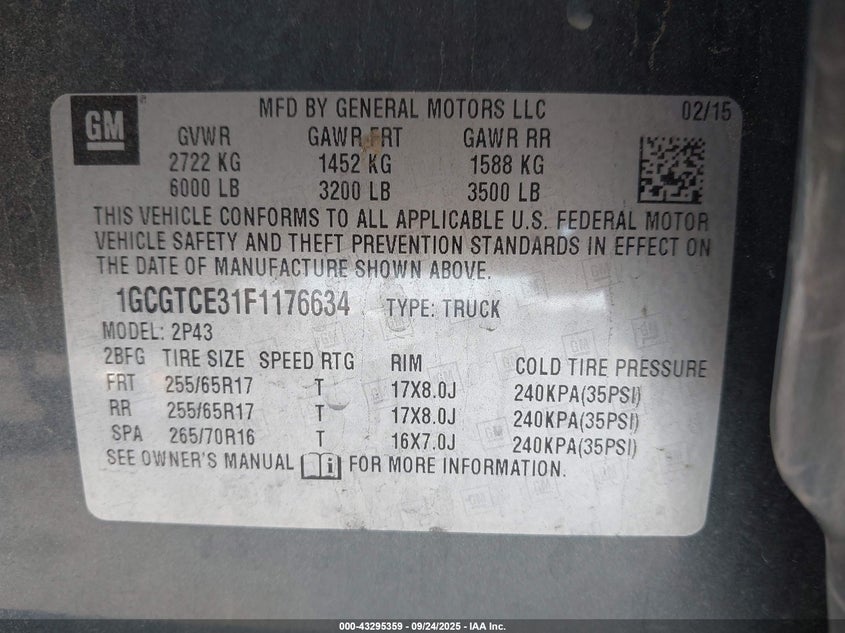 GM
MFD BY GENERAL MOTORS LLC 02/15
GVWR GAWR FRT GAWR RR
2722 KG 1452 KG 1588 KG
6000 LB 3200 LB 3500 LB
THIS VEHICLE CONFORMS TO ALL APPLICABLE U.S. FEDERAL MOTOR
VEHICLE SAFETY AND THEFT PREVENTION STANDARDS IN EFFECT ON
THE DATE OF MANUFACTURE SHOWN ABOVE.
1GCGTCE31F1176634 TYPE: TRUCK
MODEL: 2P43
2BFG TIRE SIZE SPEED RTG RIM COLD TIRE PRESSURE
FRT 255/65R17 T 17X8.0J 240KPA(35PSI)
RR 255/65R17 T 17X8.0J 240KPA(35PSI)
SPA 265/70R16 T 16X7.0J 240KPA(35PSI)
SEE OWNER'S MANUAL FOR MORE INFORMATION.
000-43295359 - 09/24/2025 - IAA Inc.